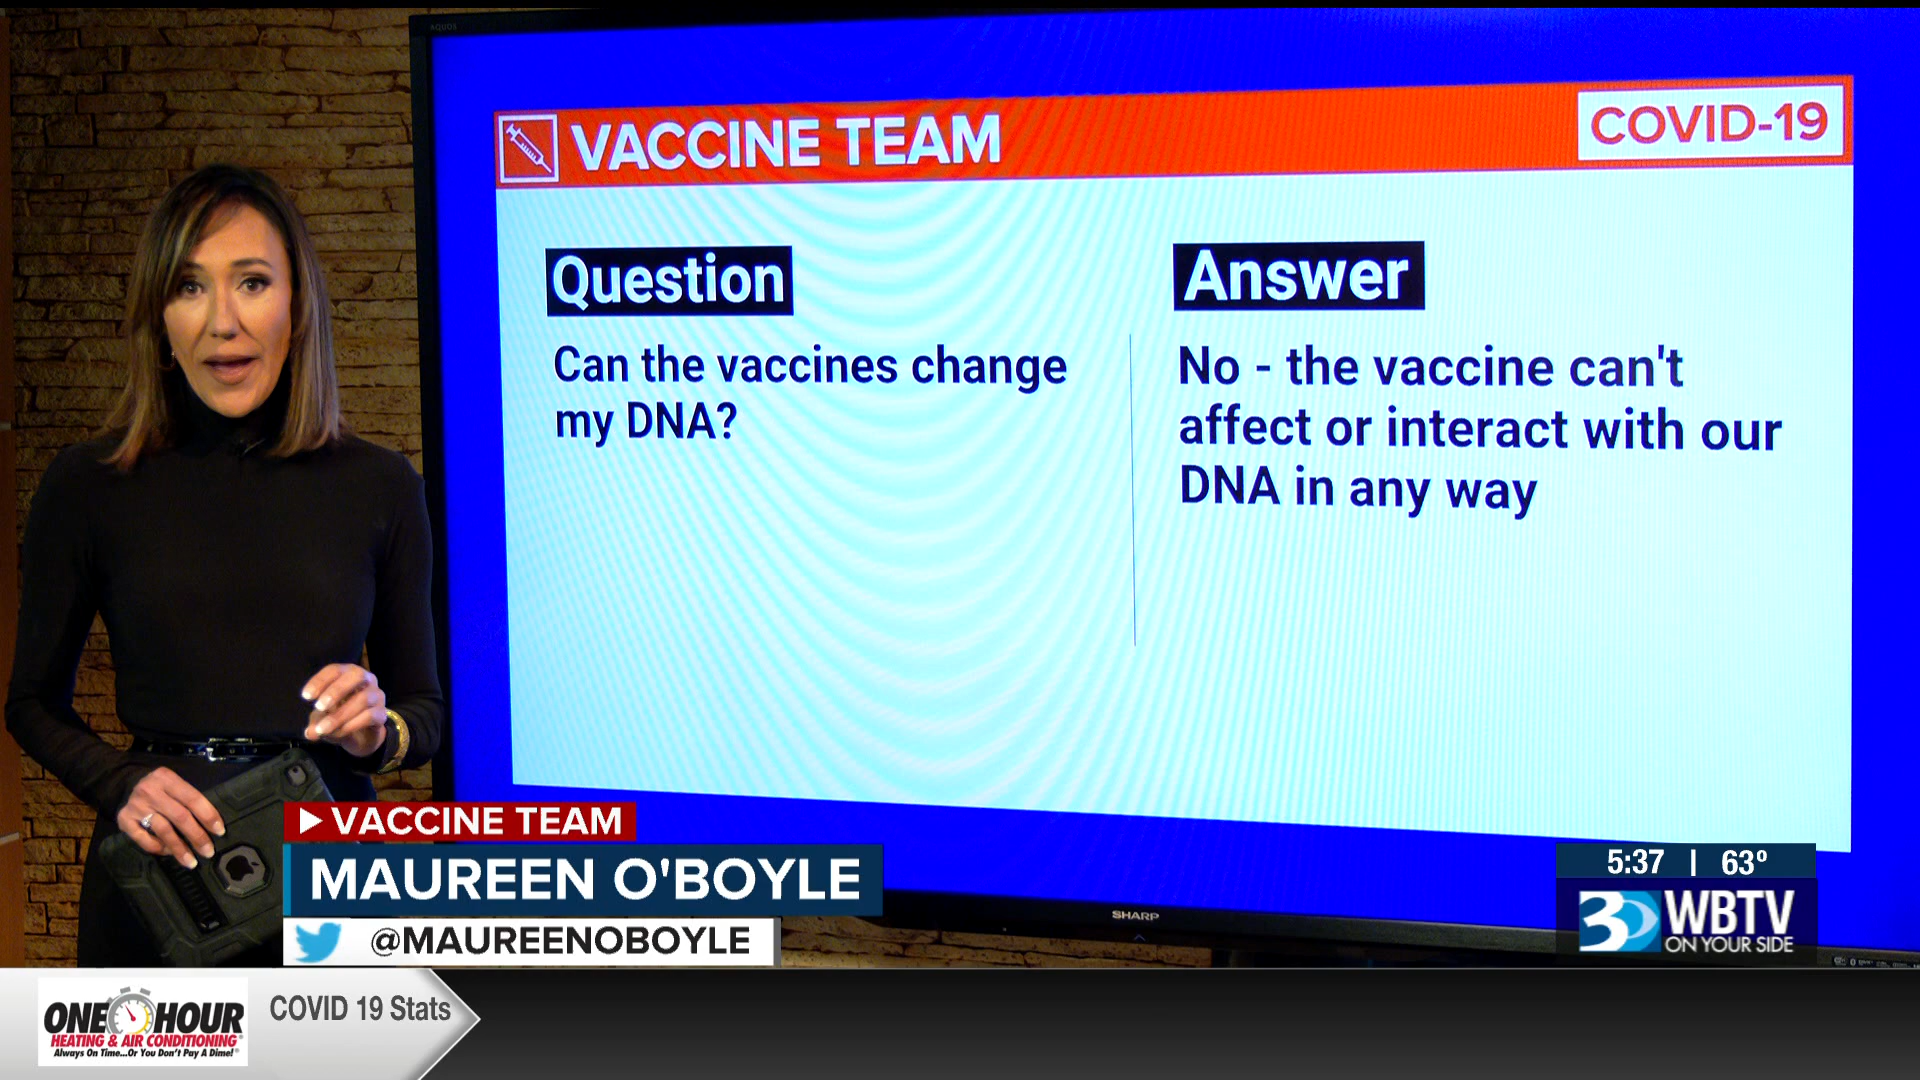 AQUOS
VACCINE TEAM
COVID-19
Question
Answer
Can the vaccines change
my DNA?
No - the vaccine can't
affect or interact with our
DNA in any way
VACCINE TEAM
MAUREEN O'BOYLE
@MAUREENOBOYLE
SHARP
5:37 | 63º
3 WBTV
ON YOUR SIDE
ONE HOUR
HEATING & AIR CONDITIONING®
Always On Time...Or You Don't Pay A Dime!®
COVID 19 Stats